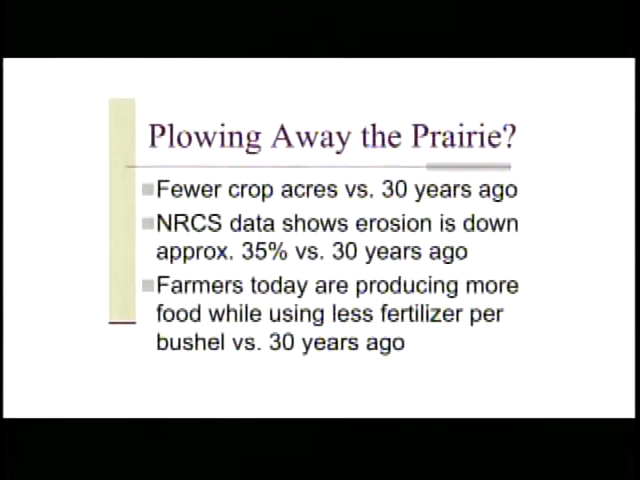 Plowing Away the Prairie?
Fewer crop acres vs. 30 years ago
NRCS data shows erosion is down
approx. 35% vs. 30 years ago
Farmers today are producing more
food while using less fertilizer per
bushel vs. 30 years ago